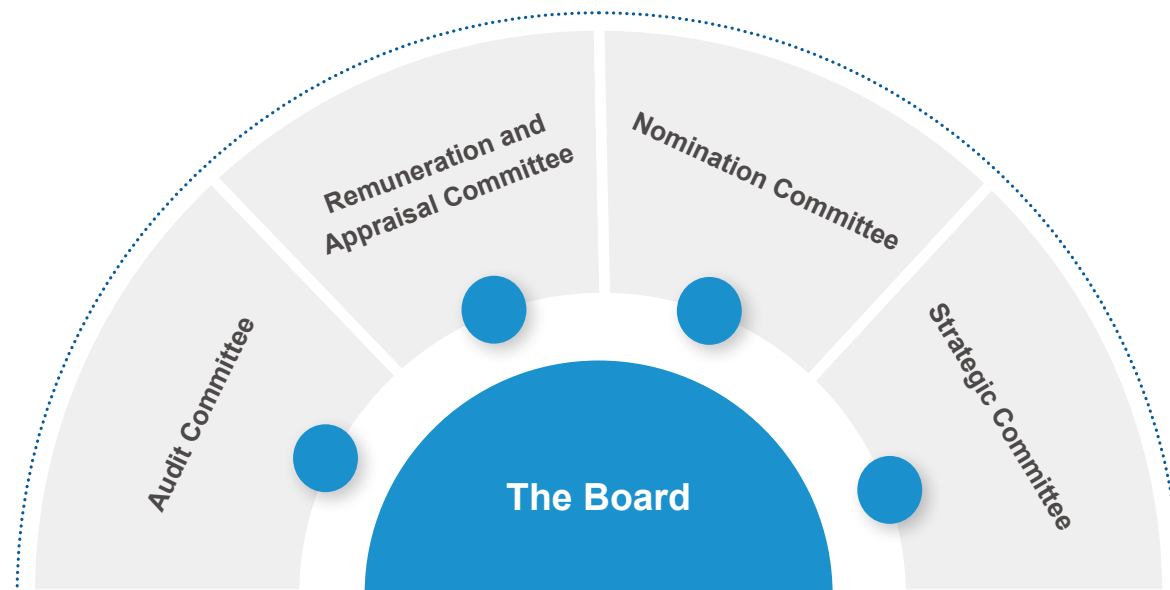 Audit Committee
Remuneration and
Appraisal Committee
Nomination Committee
Strategic Committee
The Board